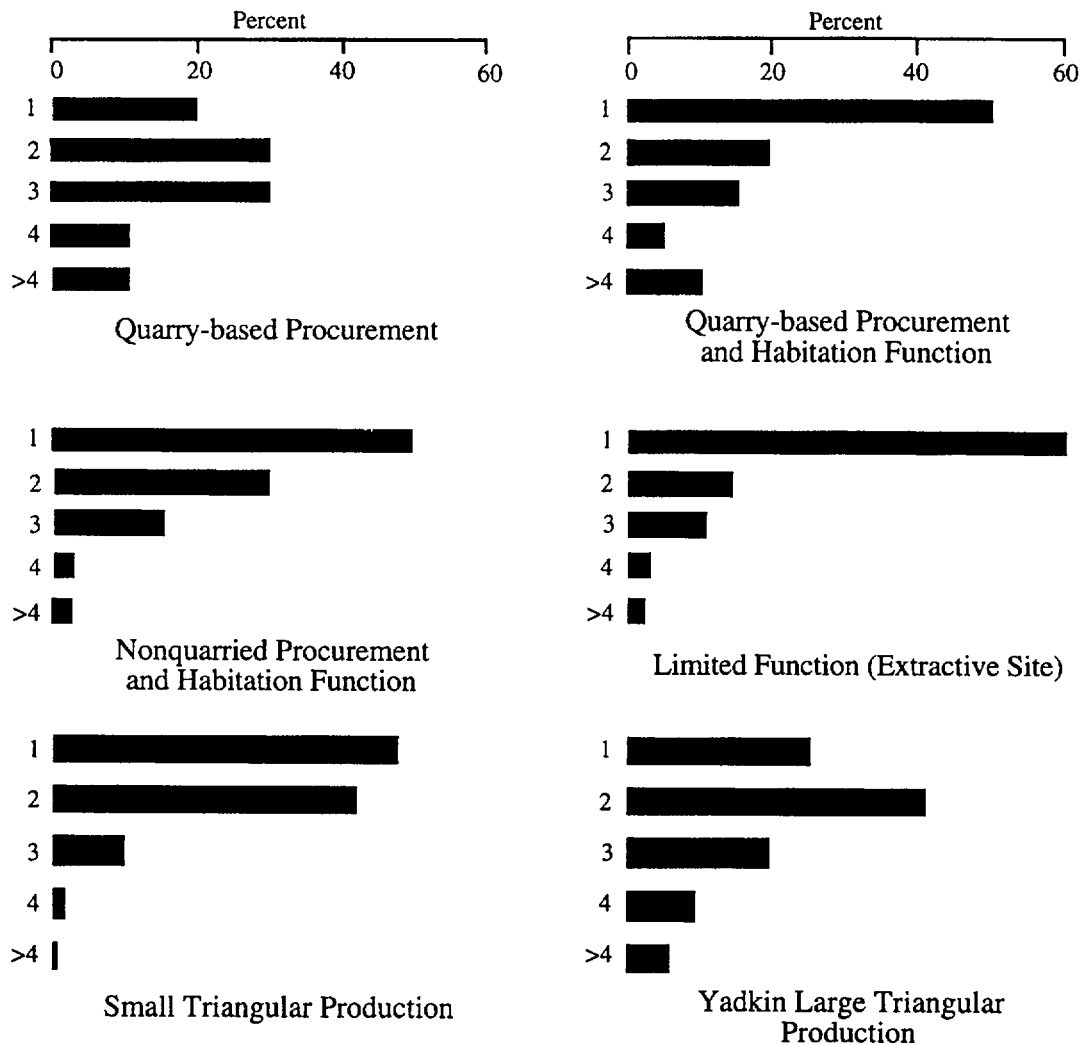 Percent
0 20 40 60
1
2
3
4
>4
Quarry-based Procurement
Percent
0 20 40 60
1
2
3
4
>4
Quarry-based Procurement
and Habitation Function
1
2
3
4
>4
Nonquarried Procurement
and Habitation Function
1
2
3
4
>4
Limited Function (Extractive Site)
1
2
3
4
>4
Small Triangular Production
1
2
3
4
>4
Yadkin Large Triangular
Production